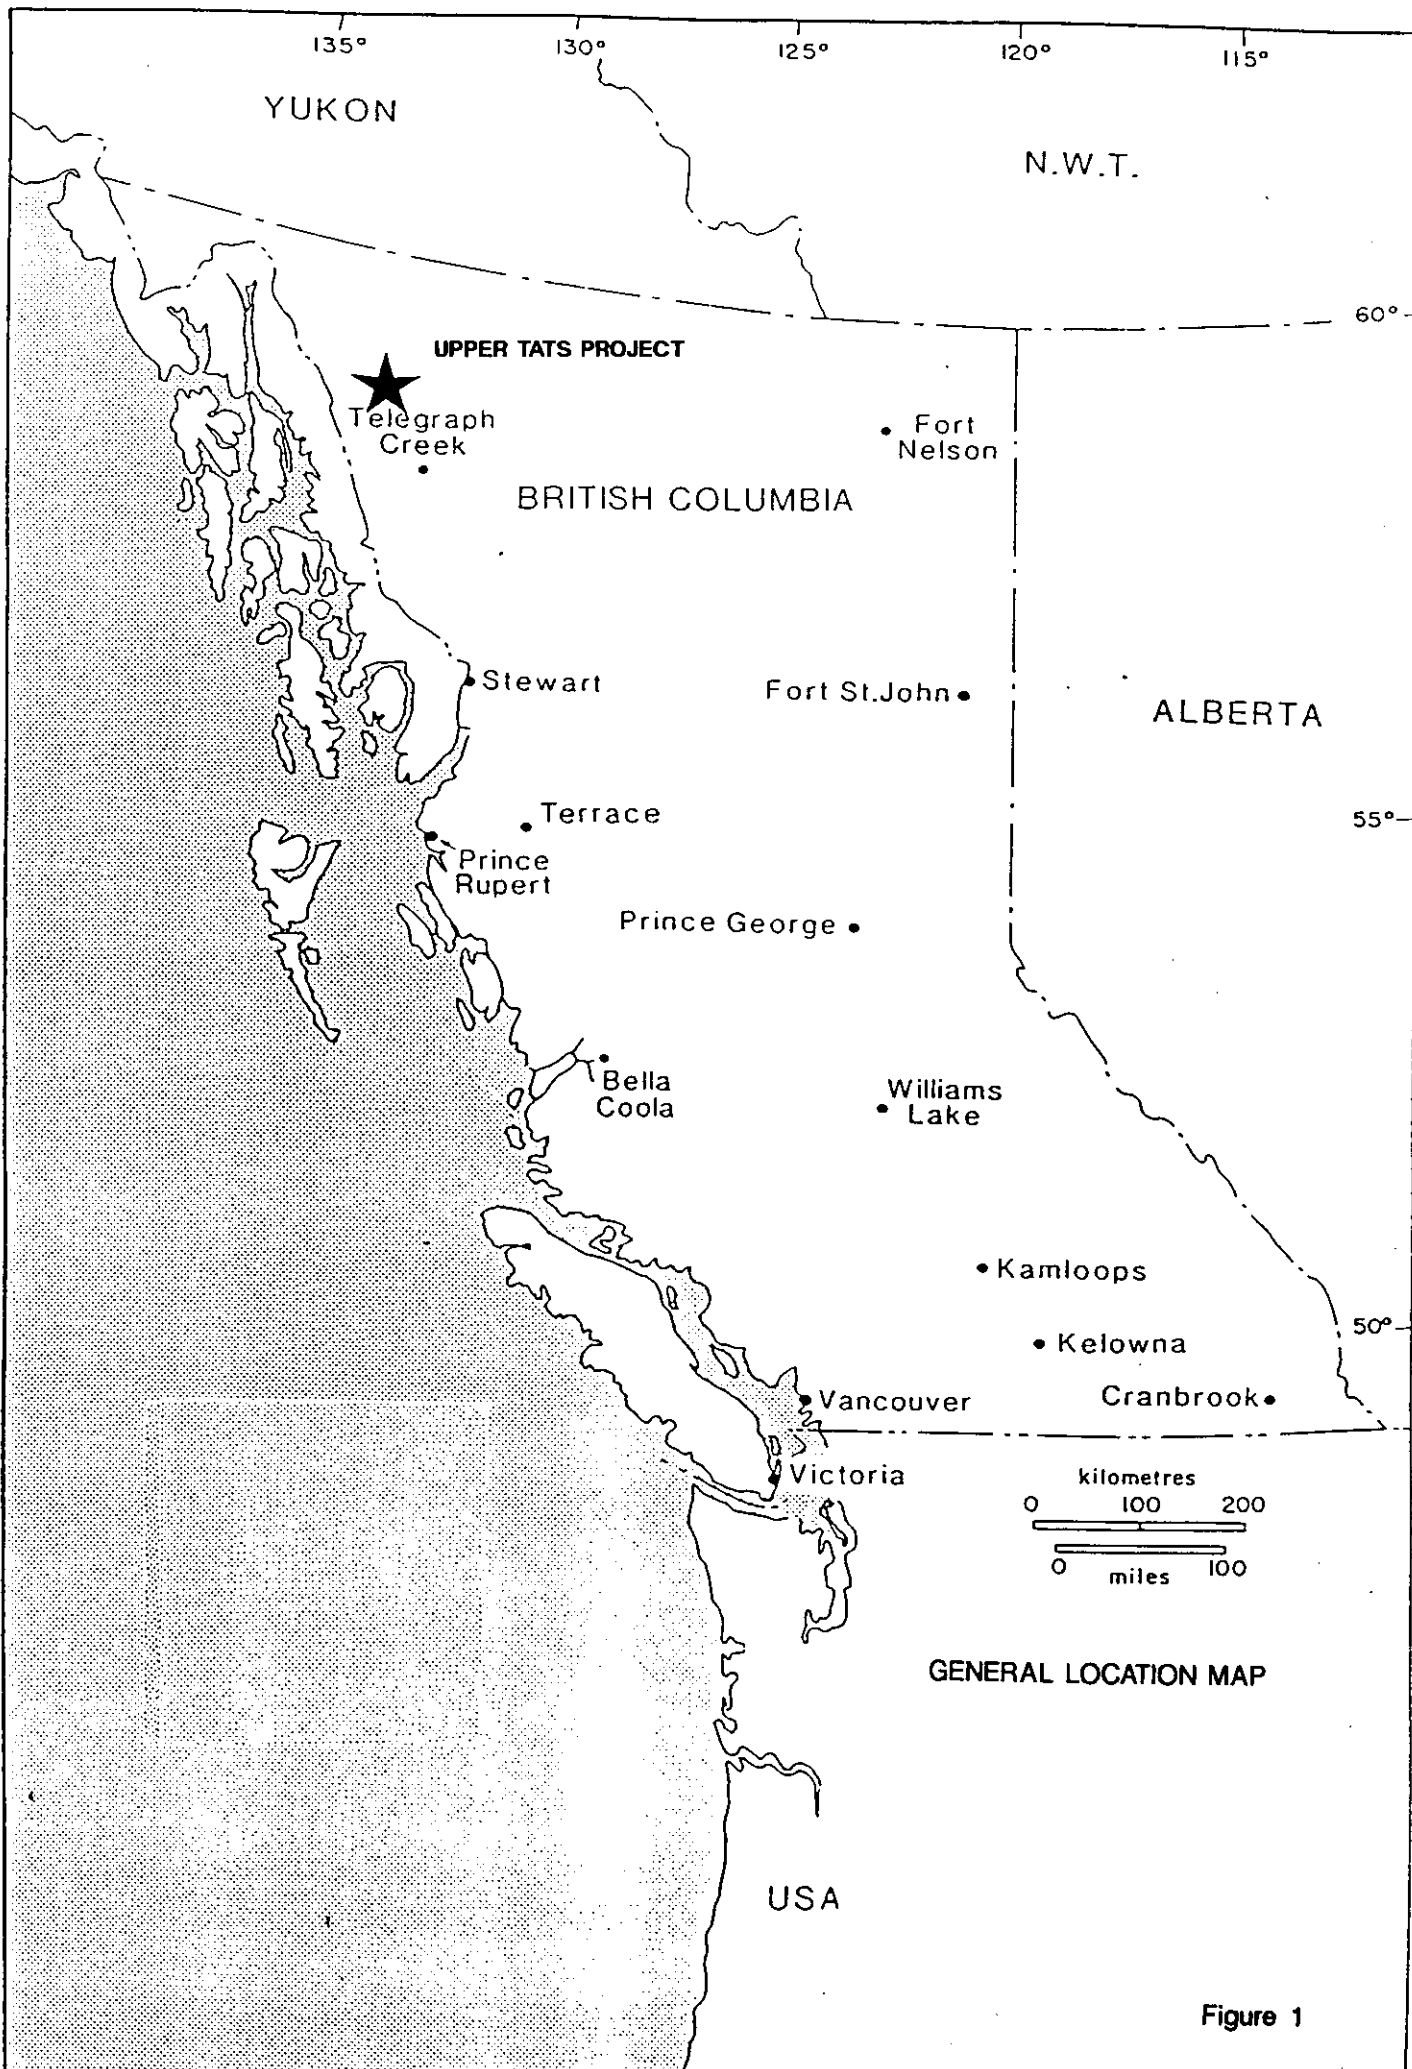 135° 130° 125° 120° 115°
YUKON
N.W.T.
60°
UPPER TATS PROJECT
Telegraph
Creek
Fort
Nelson
BRITISH COLUMBIA
Stewart
Fort St.John
ALBERTA
Terrace
55°
Prince
Rupert
Prince George
Bella
Coola
Williams
Lake
Kamloops
50°
Kelowna
Vancouver
Cranbrook
Victoria
kilometres
0 100 200
0 100
miles
GENERAL LOCATION MAP
USA
Figure 1